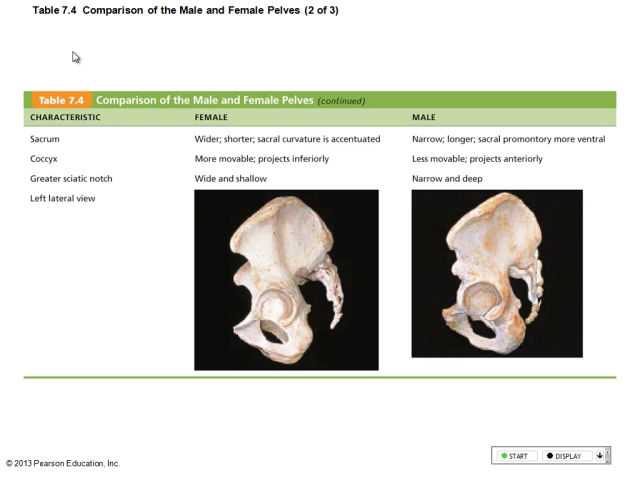 Table 7.4 Comparison of the Male and Female Pelves (2 of 3)
Table 7.4 Comparison of the Male and Female Pelves (continued)
CHARACTERISTIC FEMALE MALE
Sacrum Wider; shorter; sacral curvature is accentuated Narrow; longer; sacral promontory more ventral
Coccyx More movable; projects inferiorly Less movable; projects anteriorly
Greater sciatic notch Wide and shallow Narrow and deep
Left lateral view
© 2013 Pearson Education, Inc.
START DISPLAY